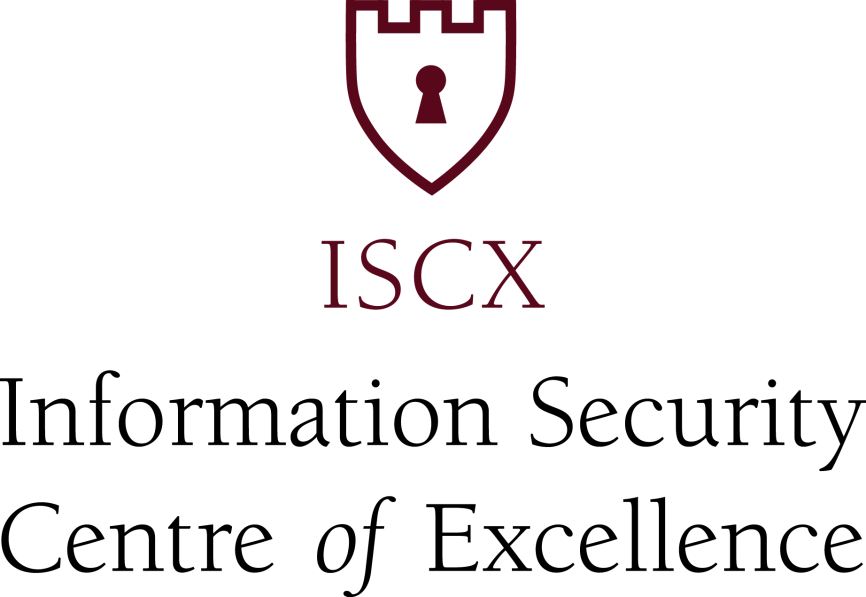 ISCX
Information Security
Centre of Excellence